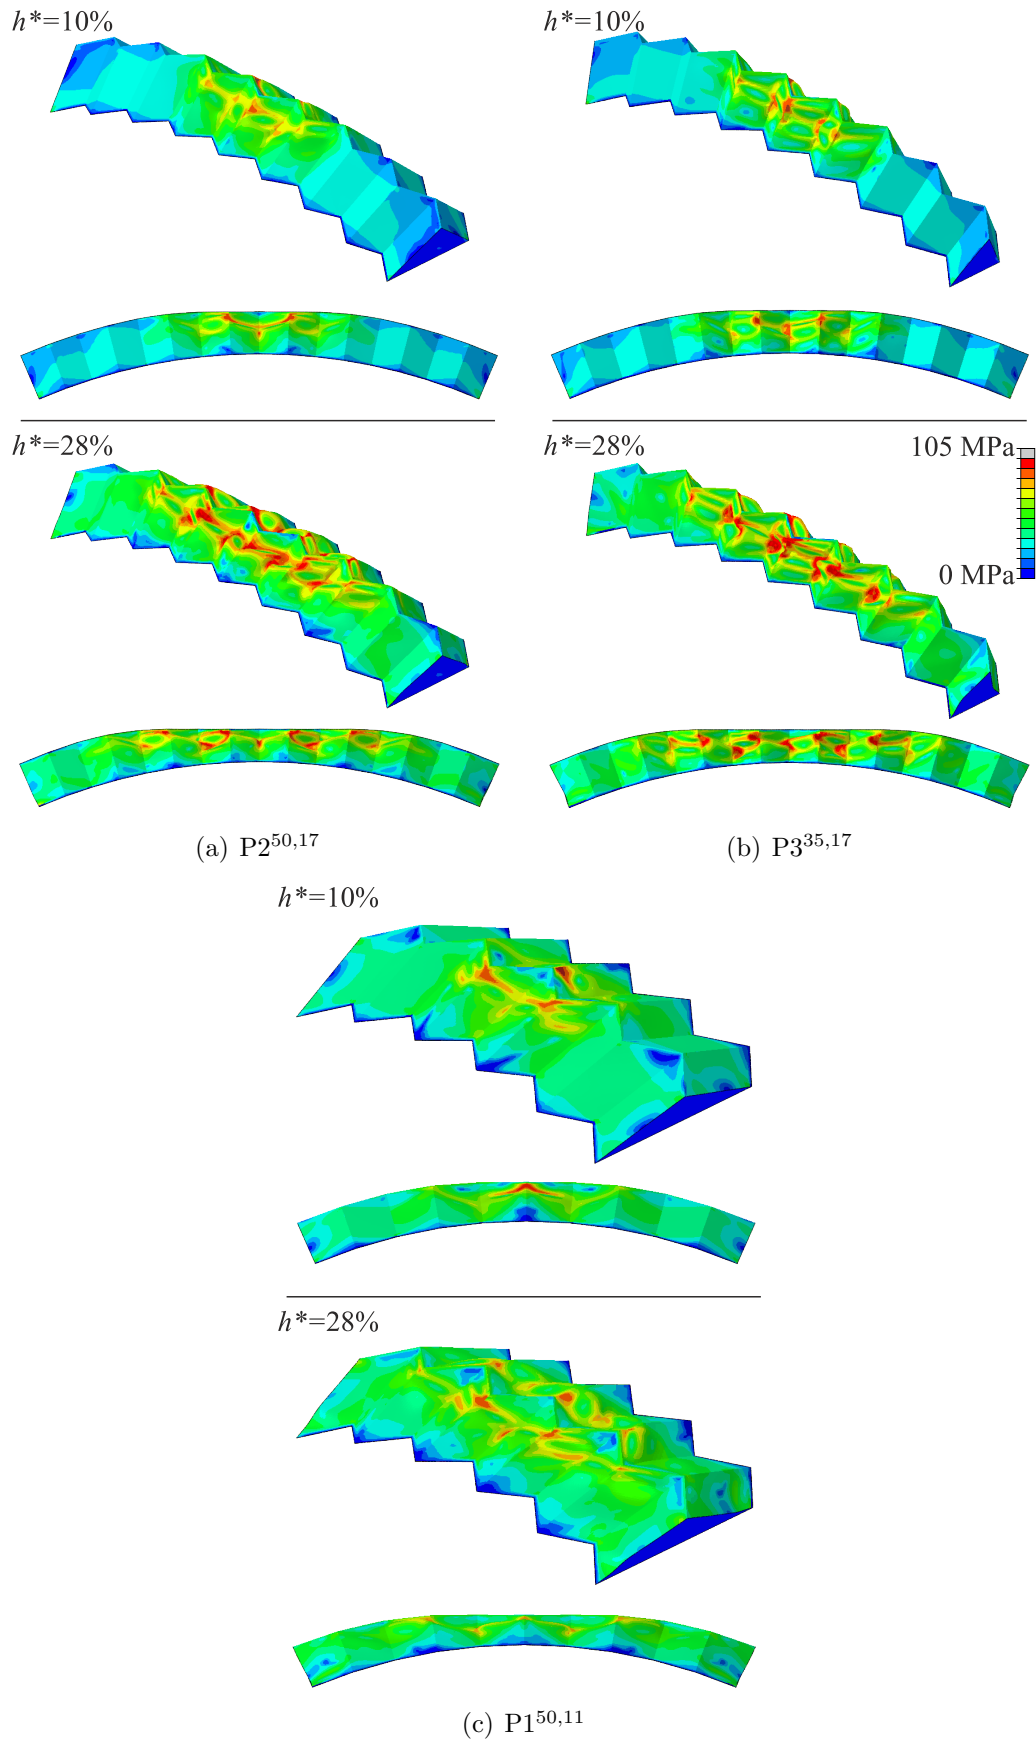 h*=10%
h*=10%
h*=28%
h*=28%
105 MPa
0 MPa
(a) P2^50,17
(b) P3^35,17
h*=10%
h*=28%
(c) P1^50,11